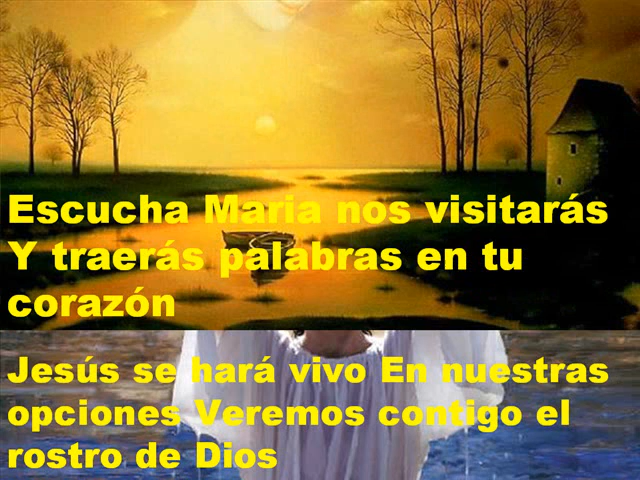 Escucha Maria nos visitarás
Y traerás palabras en tu
corazón
Jesús se hará vivo En nuestras
opciones Veremos contigo el
rostro de Dios